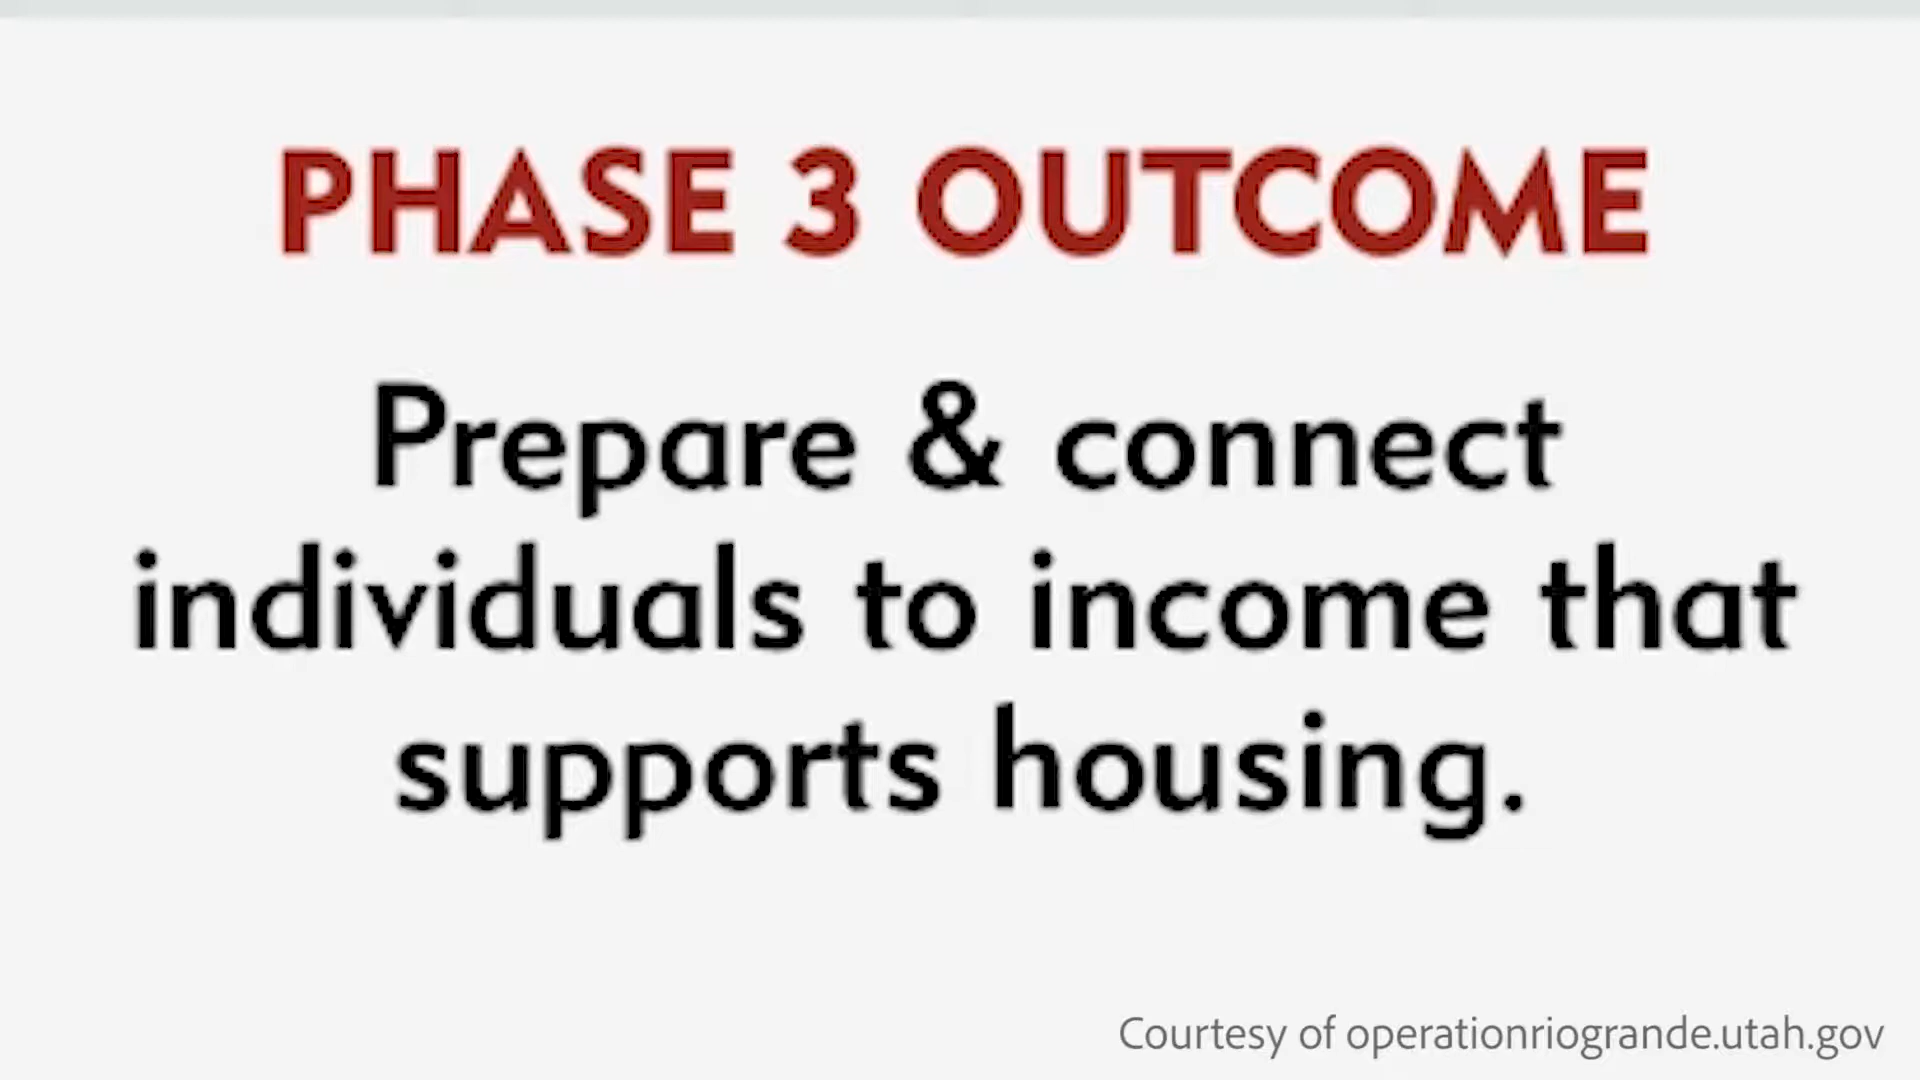 PHASE 3 OUTCOME
Prepare & connect
individuals to income that
supports housing.
Courtesy of operationriogrande.utah.gov